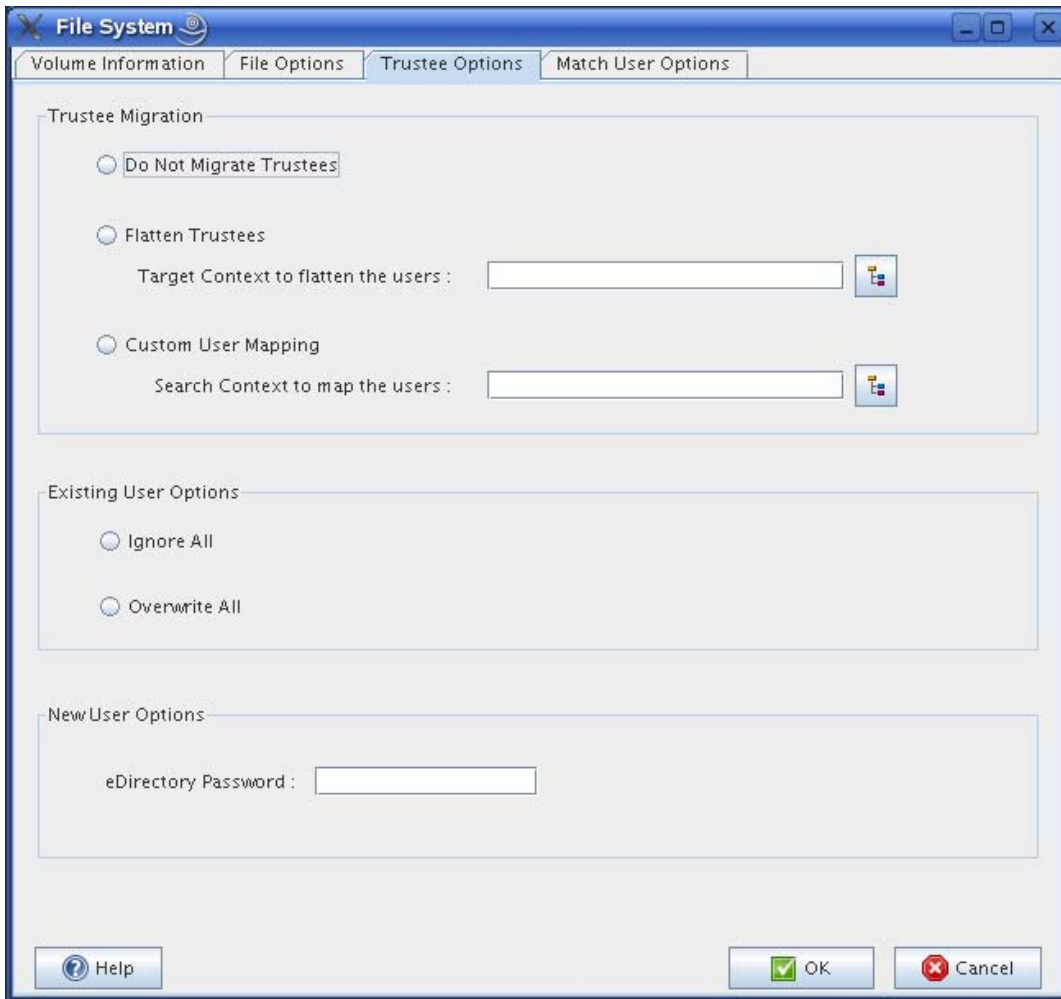 File System
Volume Information
File Options
Trustee Options
Match User Options
Trustee Migration
Do Not Migrate Trustees
Flatten Trustees
Target Context to flatten the users :
Custom User Mapping
Search Context to map the users :
Existing User Options
Ignore All
Overwrite All
New User Options
eDirectory Password :
Help
OK
Cancel